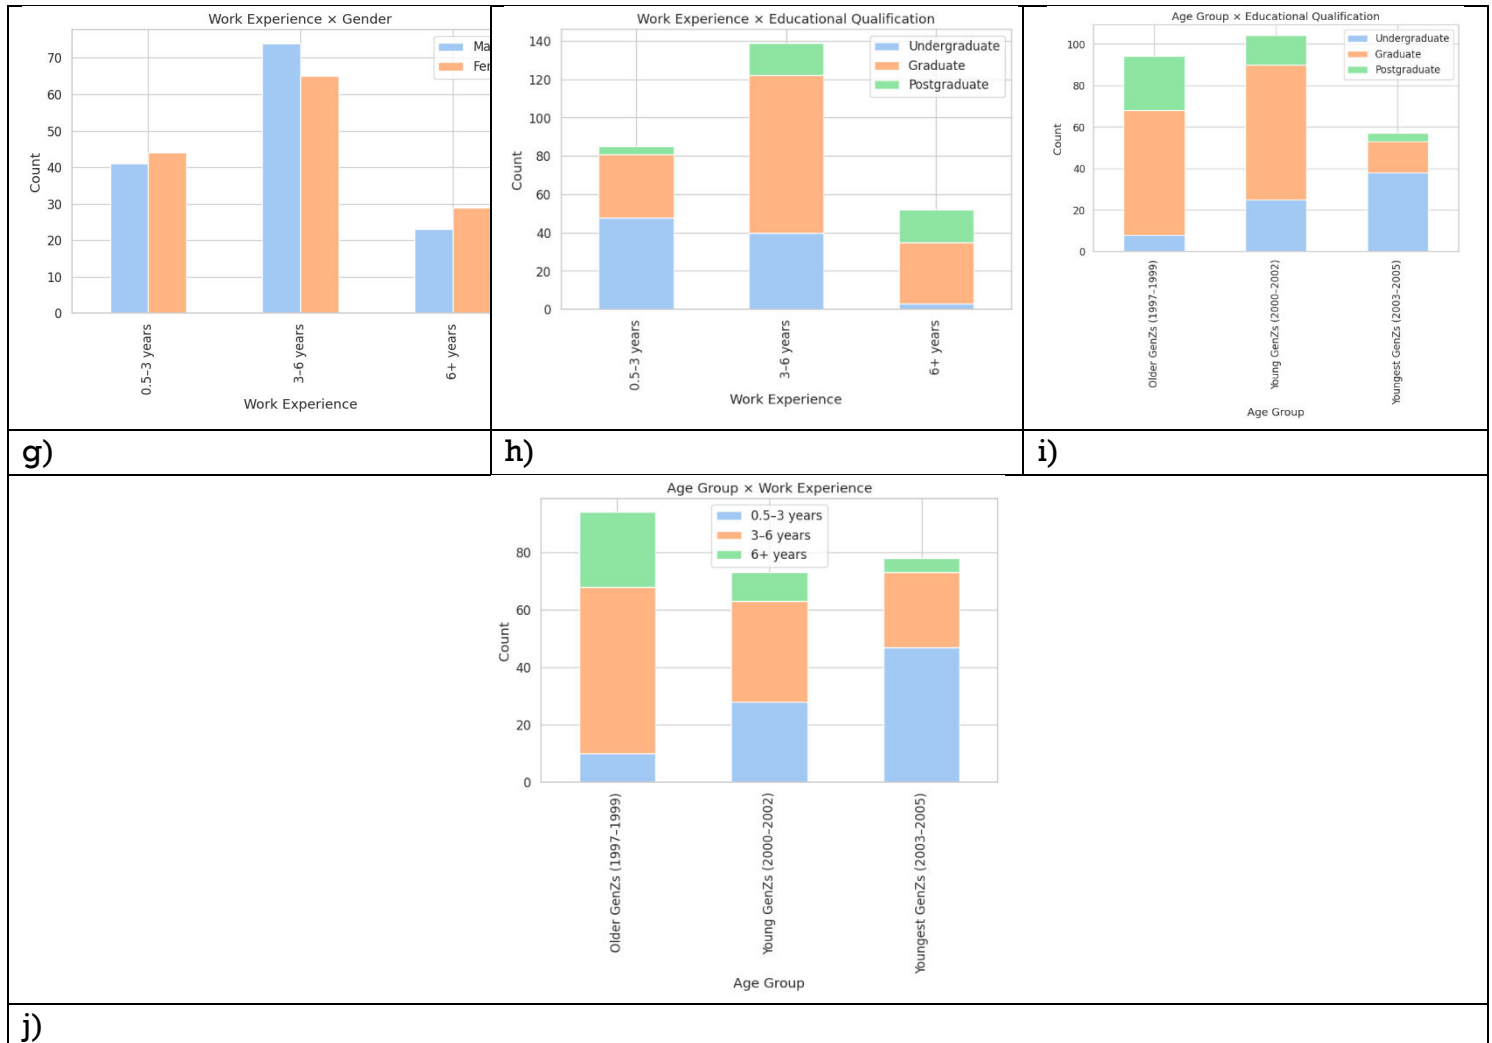 Work Experience × Gender
70
60
50
40
30
20
10
0
Count
Ma
Fer
0.5–3 years
3–6 years
6+ years
Work Experience
Work Experience × Educational Qualification
140
120
100
80
60
40
20
0
Count
Undergraduate
Graduate
Postgraduate
0.5–3 years
3–6 years
6+ years
Work Experience
Age Group × Educational Qualification
100
80
60
40
20
0
Count
Undergraduate
Graduate
Postgraduate
Older GenZs (1997–1999)
Young GenZs (2000–2002)
Youngest GenZs (2003–2005)
Age Group
g)
h)
i)
Age Group × Work Experience
80
60
40
20
0
Count
0.5–3 years
3–6 years
6+ years
Older GenZs (1997–1999)
Young GenZs (2000–2002)
Youngest GenZs (2003–2005)
Age Group
j)